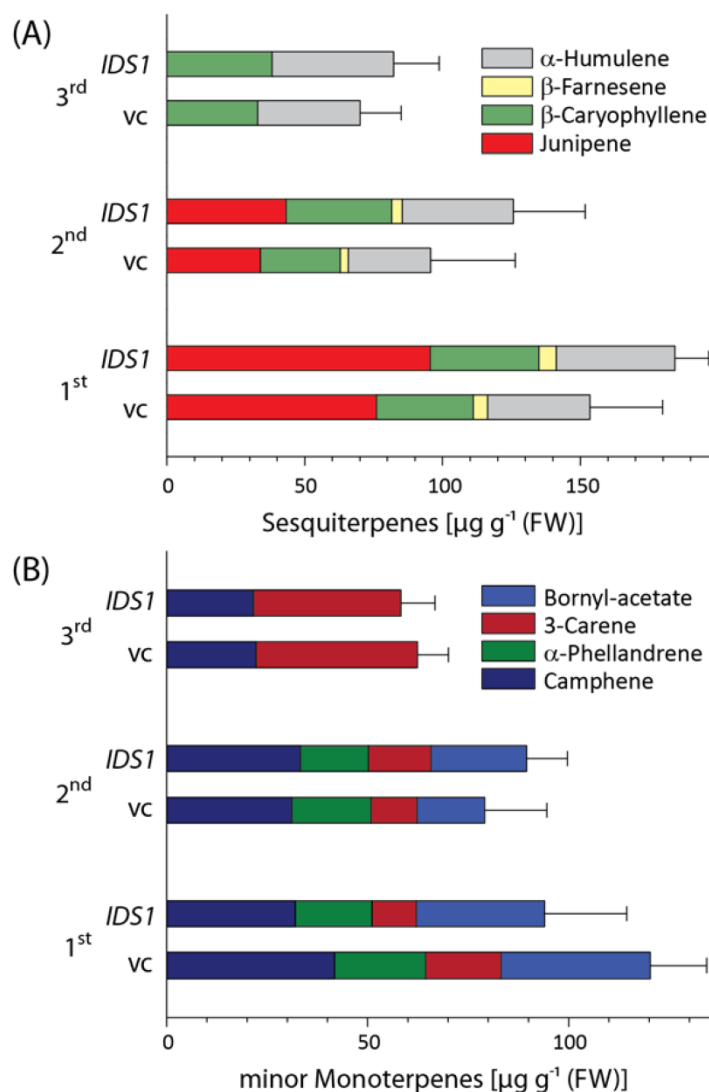 (A)
3rd
IDS1
vc
α-Humulene
β-Farnesene
β-Caryophyllene
Junipene
2nd
IDS1
vc
1st
IDS1
vc
0 50 100 150
Sesquiterpenes [µg g⁻¹ (FW)]
(B)
3rd
IDS1
vc
Bornyl-acetate
3-Carene
α-Phellandrene
Camphene
2nd
IDS1
vc
1st
IDS1
vc
0 50 100
minor Monoterpenes [µg g⁻¹ (FW)]